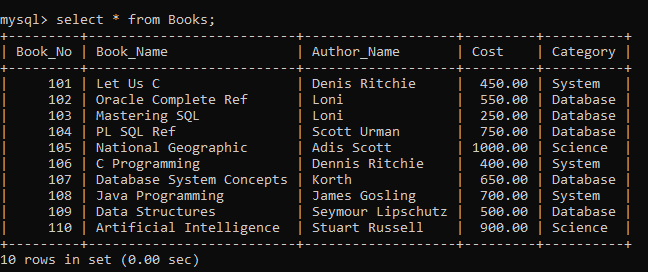 mysql> select * from Books;
+---------+--------------------------+-------------------+---------+----------+
| Book_No | Book_Name                | Author_Name       | Cost    | Category |
+---------+--------------------------+-------------------+---------+----------+
|     101 | Let Us C                 | Denis Ritchie     |  450.00 | System   |
|     102 | Oracle Complete Ref      | Loni              |  550.00 | Database |
|     103 | Mastering SQL            | Loni              |  250.00 | Database |
|     104 | PL SQL Ref               | Scott Urman       |  750.00 | Database |
|     105 | National Geographic      | Adis Scott        | 1000.00 | Science  |
|     106 | C Programming            | Dennis Ritchie    |  400.00 | System   |
|     107 | Database System Concepts | Korth             |  650.00 | Database |
|     108 | Java Programming         | James Gosling     |  700.00 | System   |
|     109 | Data Structures          | Seymour Lipschutz |  500.00 | Database |
|     110 | Artificial Intelligence  | Stuart Russell    |  900.00 | Science  |
+---------+--------------------------+-------------------+---------+----------+
10 rows in set (0.00 sec)